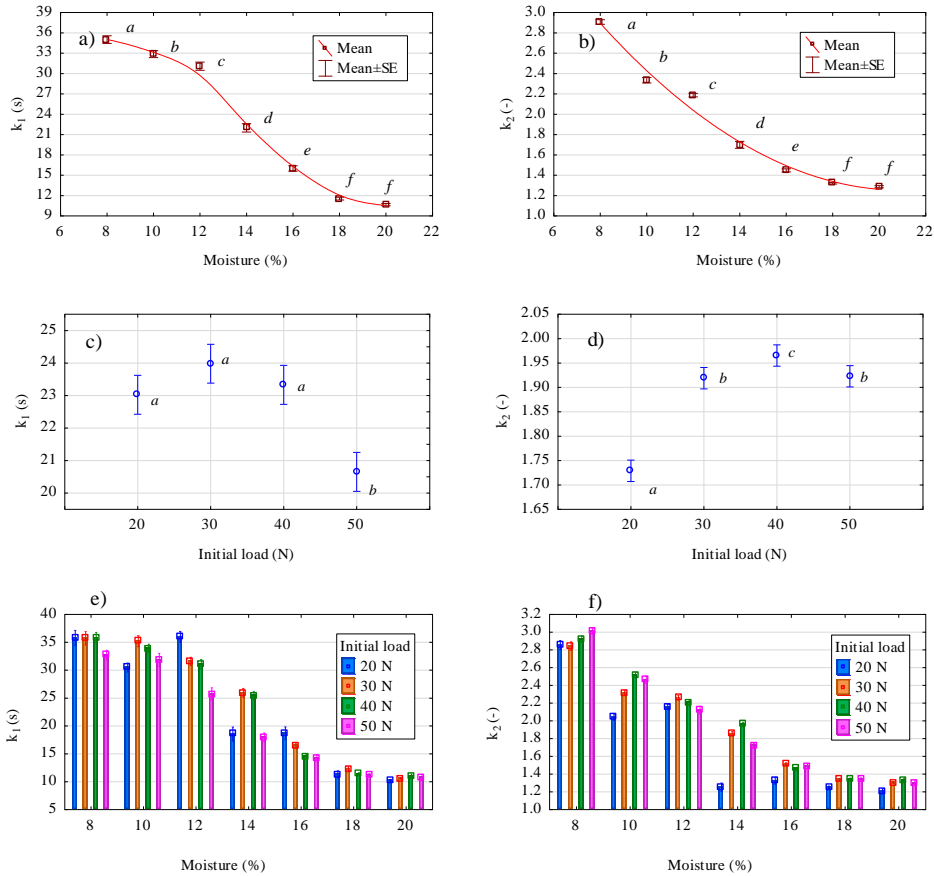 a)
k₁ (s)
36
33
30
27
24
21
18
15
12
9
a
b
c
d
e
f
f
Mean
Mean±SE
6 8 10 12 14 16 18 20 22
Moisture (%)
b)
k₂ (-)
3.0
2.8
2.6
2.4
2.2
2.0
1.8
1.6
1.4
1.2
1.0
a
b
c
d
e
f
f
Mean
Mean±SE
6 8 10 12 14 16 18 20 22
Moisture (%)
c)
k₁ (s)
25
24
23
22
21
20
a
a
a
b
20 30 40 50
Initial load (N)
d)
k₂ (-)
2.05
2.00
1.95
1.90
1.85
1.80
1.75
1.70
1.65
a
b
c
b
20 30 40 50
Initial load (N)
e)
k₁ (s)
40
35
30
25
20
15
10
5
Initial load
20 N
30 N
40 N
50 N
8 10 12 14 16 18 20
Moisture (%)
f)
k₂ (-)
3.2
3.0
2.8
2.6
2.4
2.2
2.0
1.8
1.6
1.4
1.2
1.0
Initial load
20 N
30 N
40 N
50 N
8 10 12 14 16 18 20
Moisture (%)